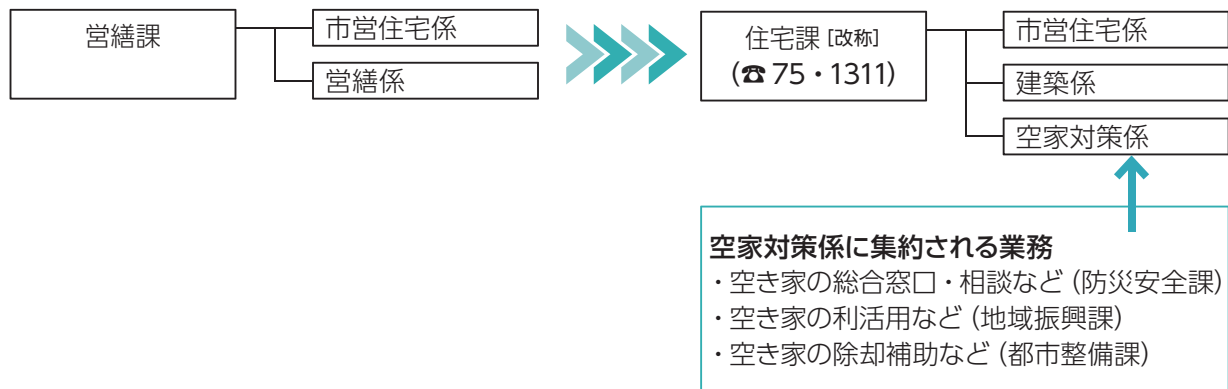 営繕課
市営住宅係
営繕係
住宅課 [改称]
(☎75・1311)
市営住宅係
建築係
空家対策係
空家対策係に集約される業務
・空き家の総合窓口・相談など (防災安全課)
・空き家の利活用など (地域振興課)
・空き家の除却補助など (都市整備課)